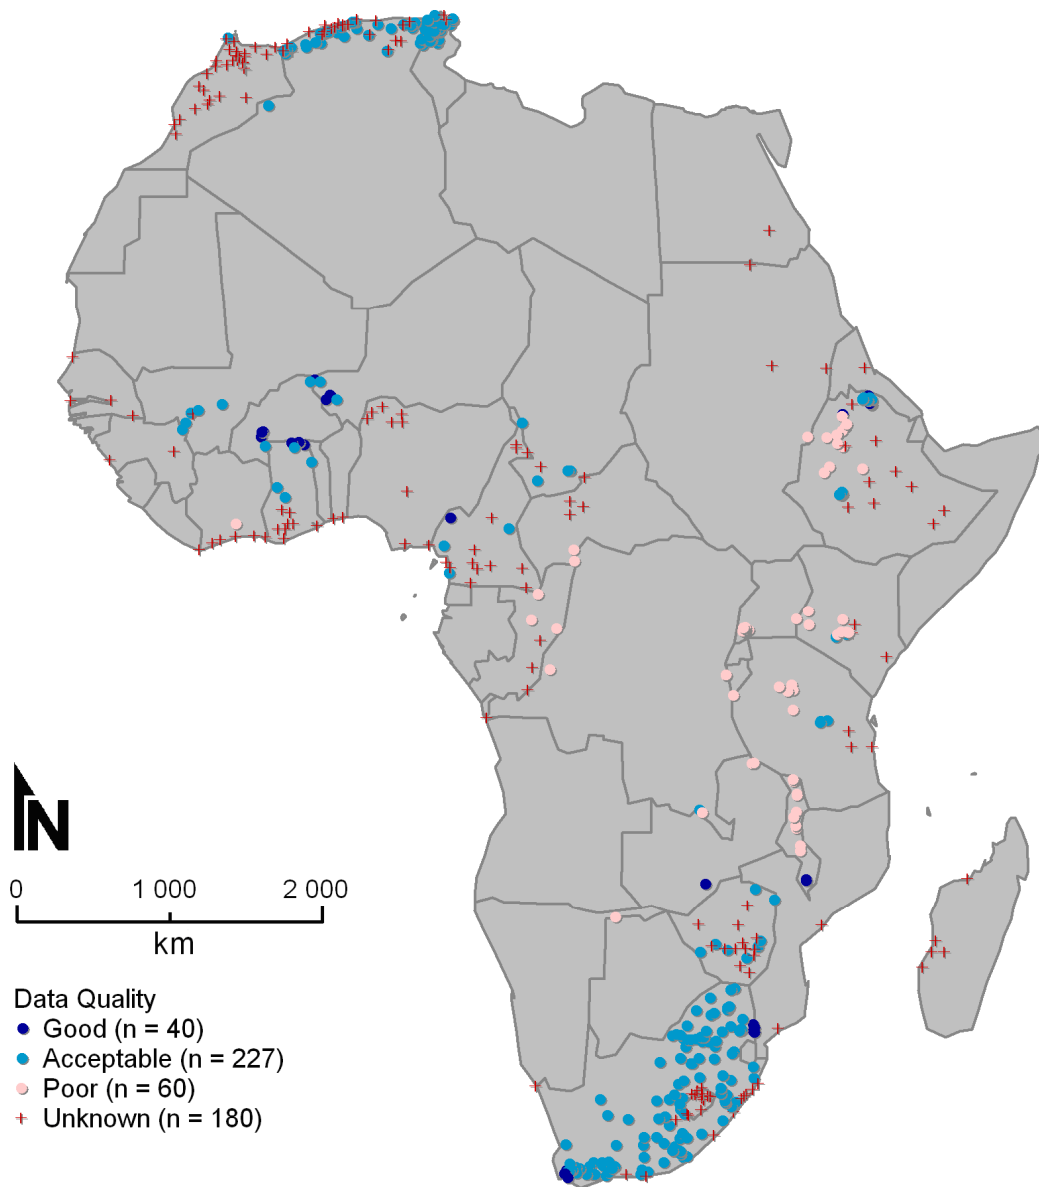 N
0 1 000 2 000
km
Data Quality
Good (n = 40)
Acceptable (n = 227)
Poor (n = 60)
Unknown (n = 180)